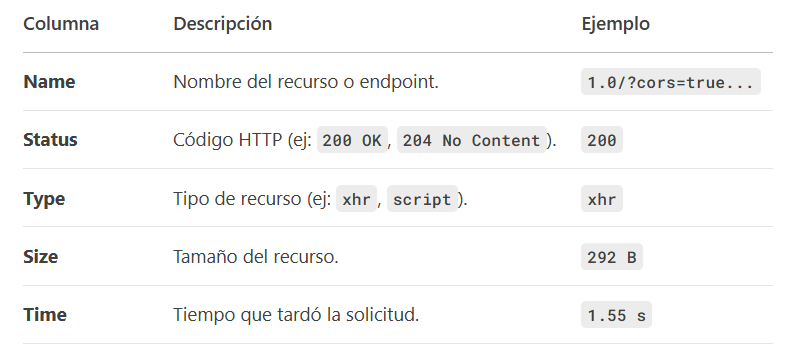 Columna Descripción Ejemplo
Name Nombre del recurso o endpoint. 1.0/?cors=true...
Status Código HTTP (ej: 200 OK, 204 No Content). 200
Type Tipo de recurso (ej: xhr, script). xhr
Size Tamaño del recurso. 292 B
Time Tiempo que tardó la solicitud. 1.55 s